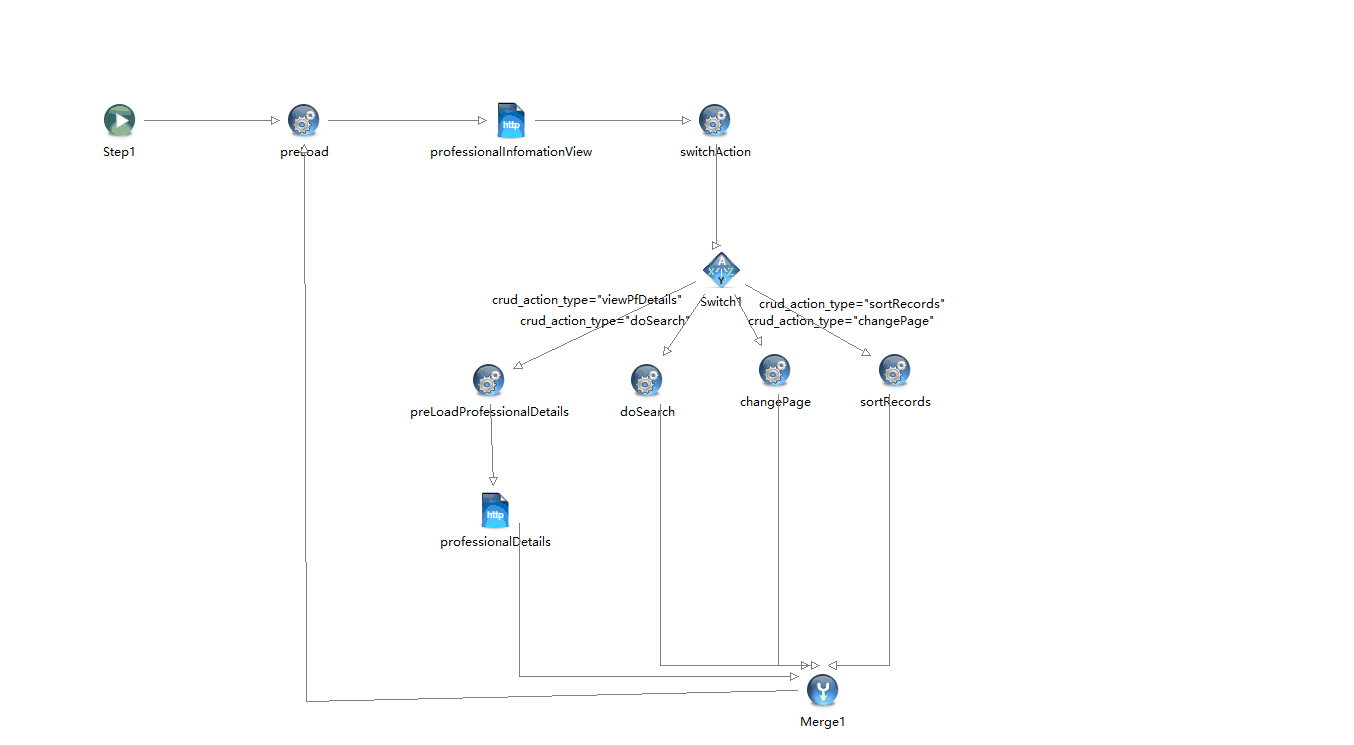 http
Step1
preLoad
professionalInfomationView
switchAction
A
X
Z
Y
crud_action_type="viewPfDetails"
Switch1
crud_action_type="sortRecords"
crud_action_type="doSearch"
crud_action_type="changePage"
preLoadProfessionalDetails
doSearch
changePage
sortRecords
http
professionalDetails
Merge1